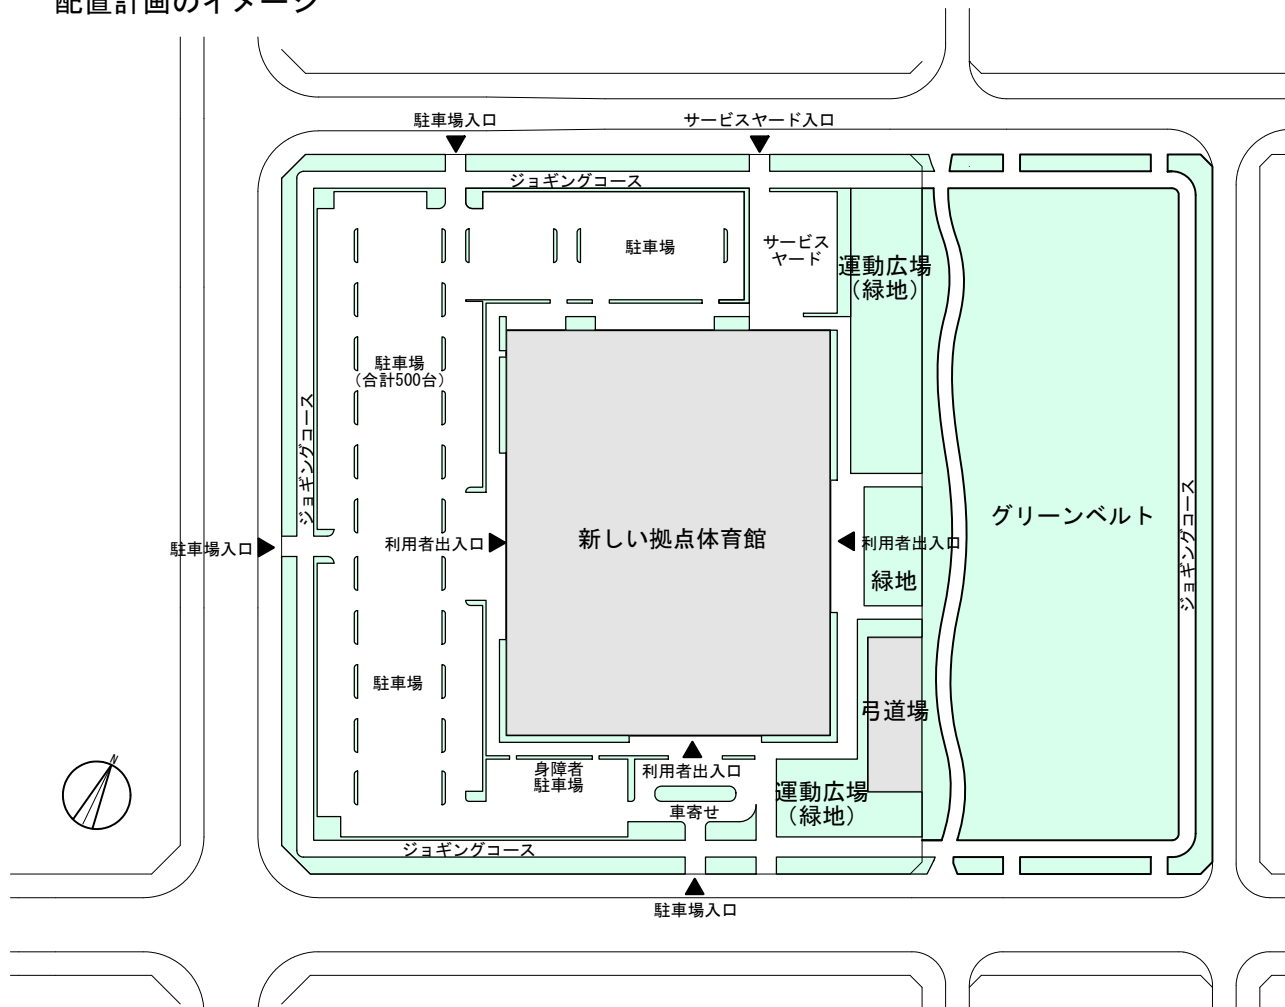 配置計画のイメージ
駐車場入口
サービスヤード入口
ジョギングコース
駐車場
サービス
ヤード
運動広場
(緑地)
駐車場
(合計500台)
ジョギングコース
グリーンベルト
ジョギングコース
新しい拠点体育館
駐車場入口
利用者出入口
利用者出入口
緑地
駐車場
弓道場
N
身障者
駐車場
利用者出入口
運動広場
(緑地)
車寄せ
ジョギングコース
駐車場入口